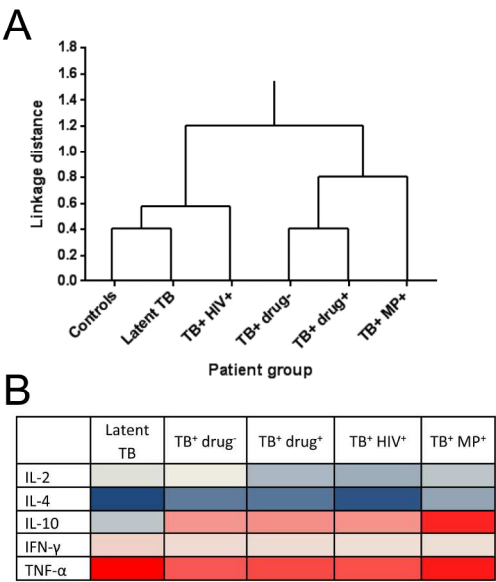 A
1.8
1.6
1.4
1.2
1.0
0.8
0.6
0.4
0.2
0.0
Linkage distance
Controls
Latent TB
TB+ HIV+
TB+ drug-
TB+ drug+
TB+ MP+
Patient group
B
Latent TB TB⁺ drug⁻ TB⁺ drug⁺ TB⁺ HIV⁺ TB⁺ MP⁺
IL-2
IL-4
IL-10
IFN-γ
TNF-α